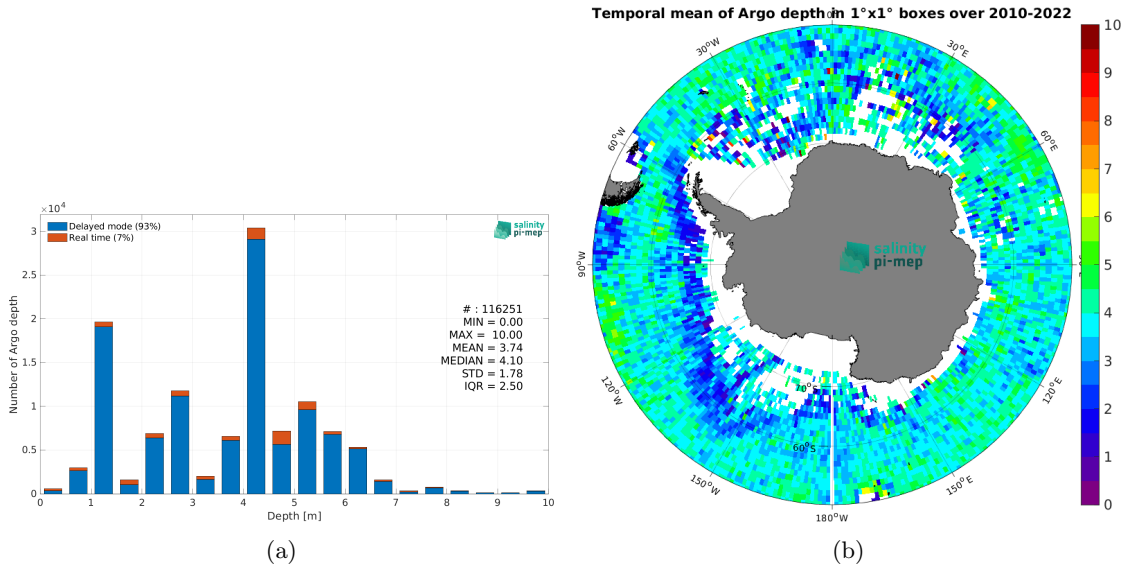 ×10^4
3
2.5
2
1.5
1
0.5
0
Number of Argo depth
Delayed mode (93%)
Real time (7%)
salinity
pi-mep
# : 116251
MIN = 0.00
MAX = 10.00
MEAN = 3.74
MEDIAN = 4.10
STD = 1.78
IQR = 2.50
0 1 2 3 4 5 6 7 8 9 10
Depth [m]
(a)
Temporal mean of Argo depth in 1°x1° boxes over 2010-2022
30°W
30°E
60°W
60°E
90°W
120°W
120°E
150°W
150°E
180°W
70°S
60°S
salinity
pi-mep
10
9
8
7
6
5
4
3
2
1
0
(b)